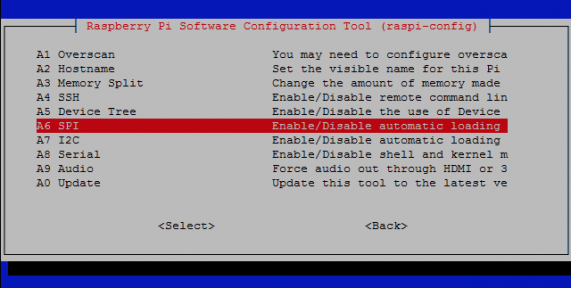 Raspberry Pi Software Configuration Tool (raspi-config)
A1 Overscan You may need to configure oversca
A2 Hostname Set the visible name for this Pi
A3 Memory Split Change the amount of memory made
A4 SSH Enable/Disable remote command lin
A5 Device Tree Enable/Disable the use of Device
A6 SPI Enable/Disable automatic loading
A7 I2C Enable/Disable automatic loading
A8 Serial Enable/Disable shell and kernel m
A9 Audio Force audio out through HDMI or 3
A0 Update Update this tool to the latest ve
<Select> <Back>